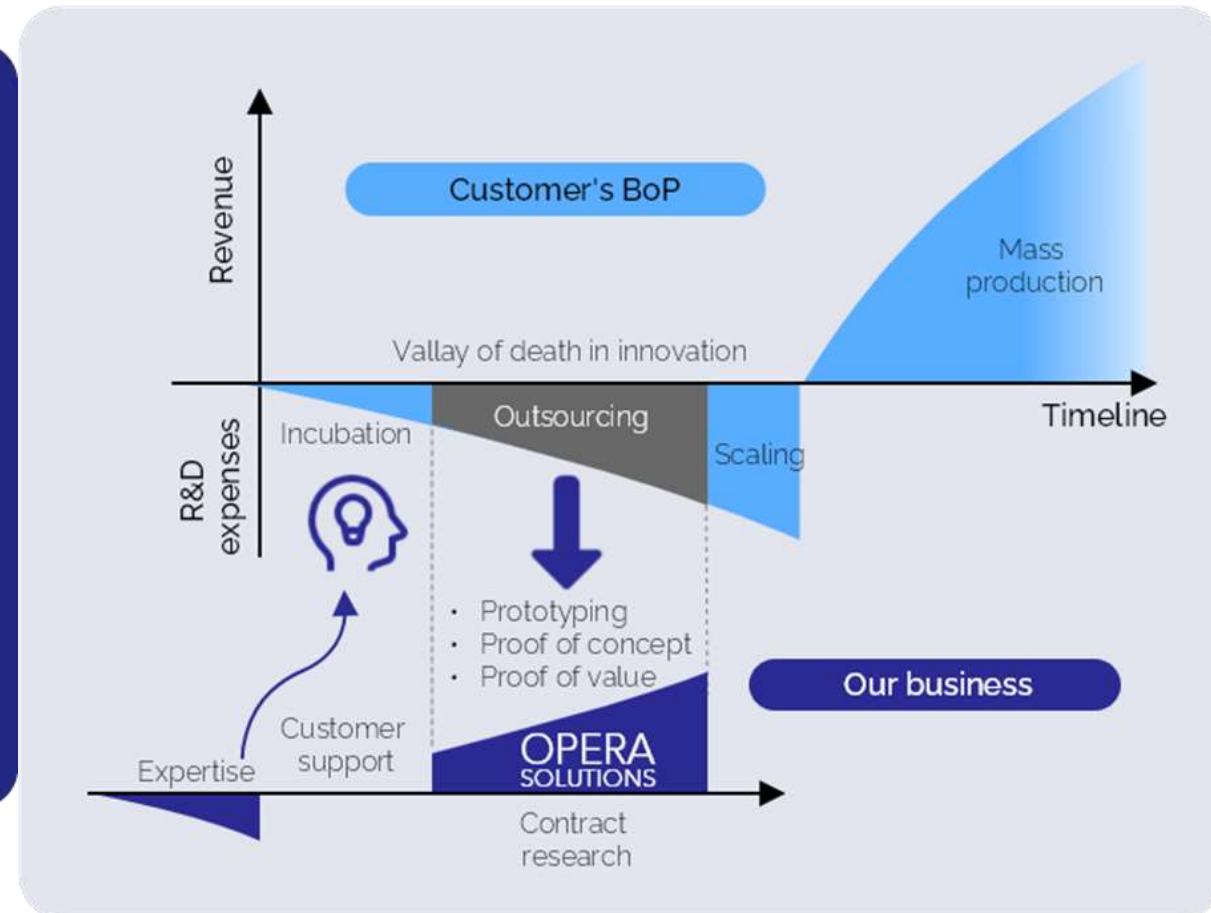 Revenue
Customer's BoP
Mass
production
Vallay of death in innovation
Timeline
R&D
expenses
Incubation
Outsourcing
Scaling
• Prototyping
• Proof of concept
• Proof of value
Our business
Expertise
Customer
support
OPERA
SOLUTIONS
Contract
research